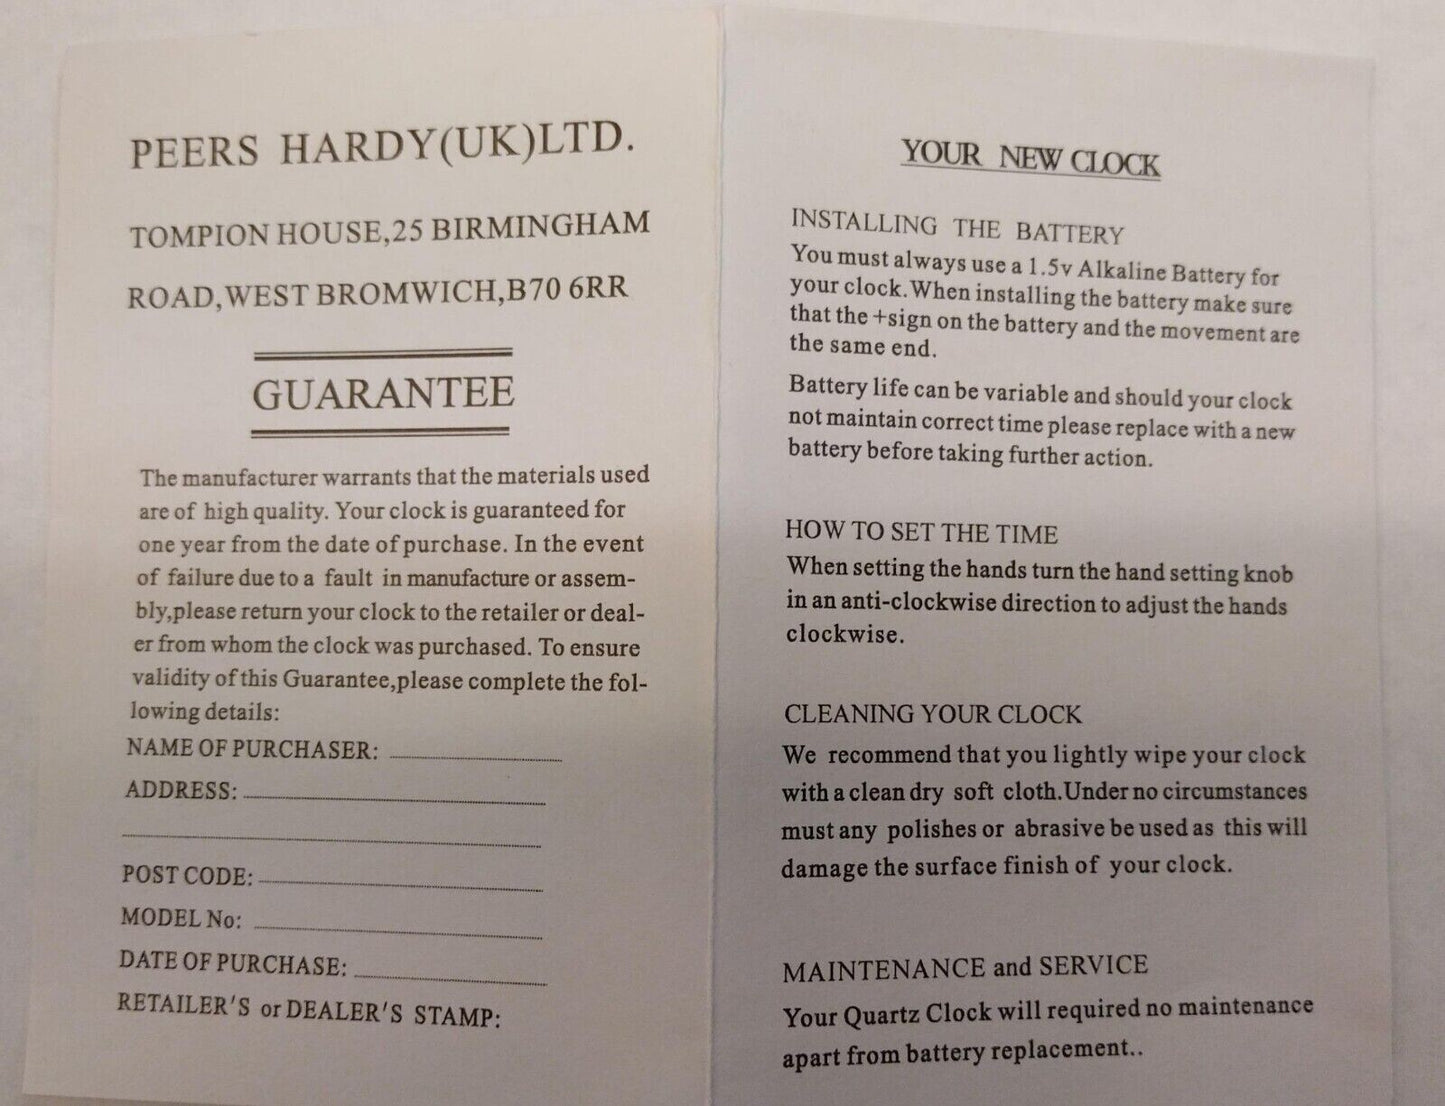 PEERS HARDY(UK)LTD.
TOMPION HOUSE,25 BIRMINGHAM
ROAD,WEST BROMWICH,B70 6RR
GUARANTEE
The manufacturer warrants that the materials used
are of high quality. Your clock is guaranteed for
one year from the date of purchase. In the event
of failure due to a fault in manufacture or assem-
bly,please return your clock to the retailer or deal-
er from whom the clock was purchased. To ensure
validity of this Guarantee,please complete the fol-
lowing details:
NAME OF PURCHASER:
ADDRESS:
POST CODE:
MODEL No:
DATE OF PURCHASE:
RETAILER'S or DEALER'S STAMP:
YOUR NEW CLOCK
INSTALLING THE BATTERY
You must always use a 1.5v Alkaline Battery for
your clock.When installing the battery make sure
that the +sign on the battery and the movement are
the same end.
Battery life can be variable and should your clock
not maintain correct time please replace with a new
battery before taking further action.
HOW TO SET THE TIME
When setting the hands turn the hand setting knob
in an anti-clockwise direction to adjust the hands
clockwise.
CLEANING YOUR CLOCK
We recommend that you lightly wipe your clock
with a clean dry soft cloth.Under no circumstances
must any polishes or abrasive be used as this will
damage the surface finish of your clock.
MAINTENANCE and SERVICE
Your Quartz Clock will required no maintenance
apart from battery replacement..